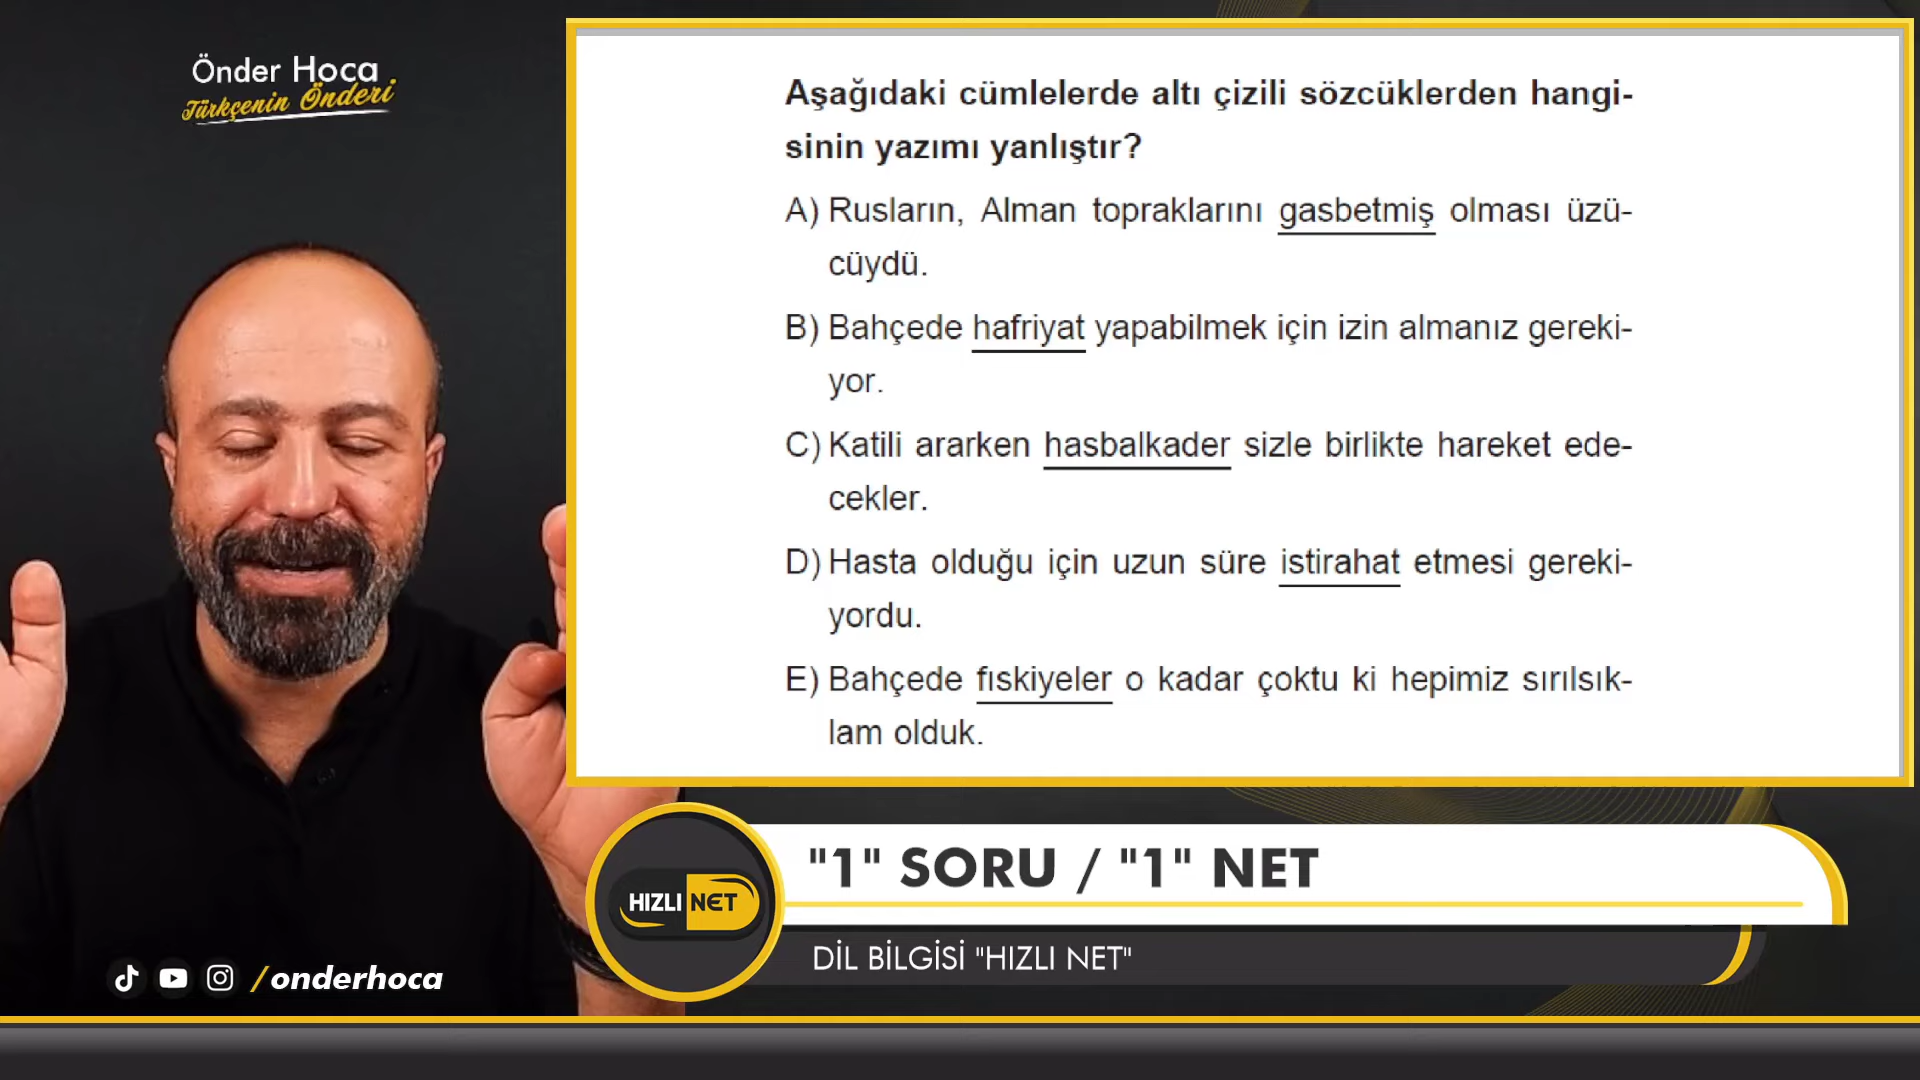 Önder Hoca
Türkçenin Önderi
Aşağıdaki cümlelerde altı çizili sözcüklerden hangi-
sinin yazımı yanlıştır?
A) Rusların, Alman topraklarını gasbetmiş olması üzü-
cüydü.
B) Bahçede hafriyat yapabilmek için izin almanız gereki-
yor.
C) Katili ararken hasbalkader sizle birlikte hareket ede-
cekler.
D) Hasta olduğu için uzun süre istirahat etmesi gereki-
yordu.
E) Bahçede fıskiyeler o kadar çoktu ki hepimiz sırılsık-
lam olduk.
"1" SORU / "1" NET
HIZLI NET
DİL BİLGİSİ "HIZLI NET"
/onderhoca